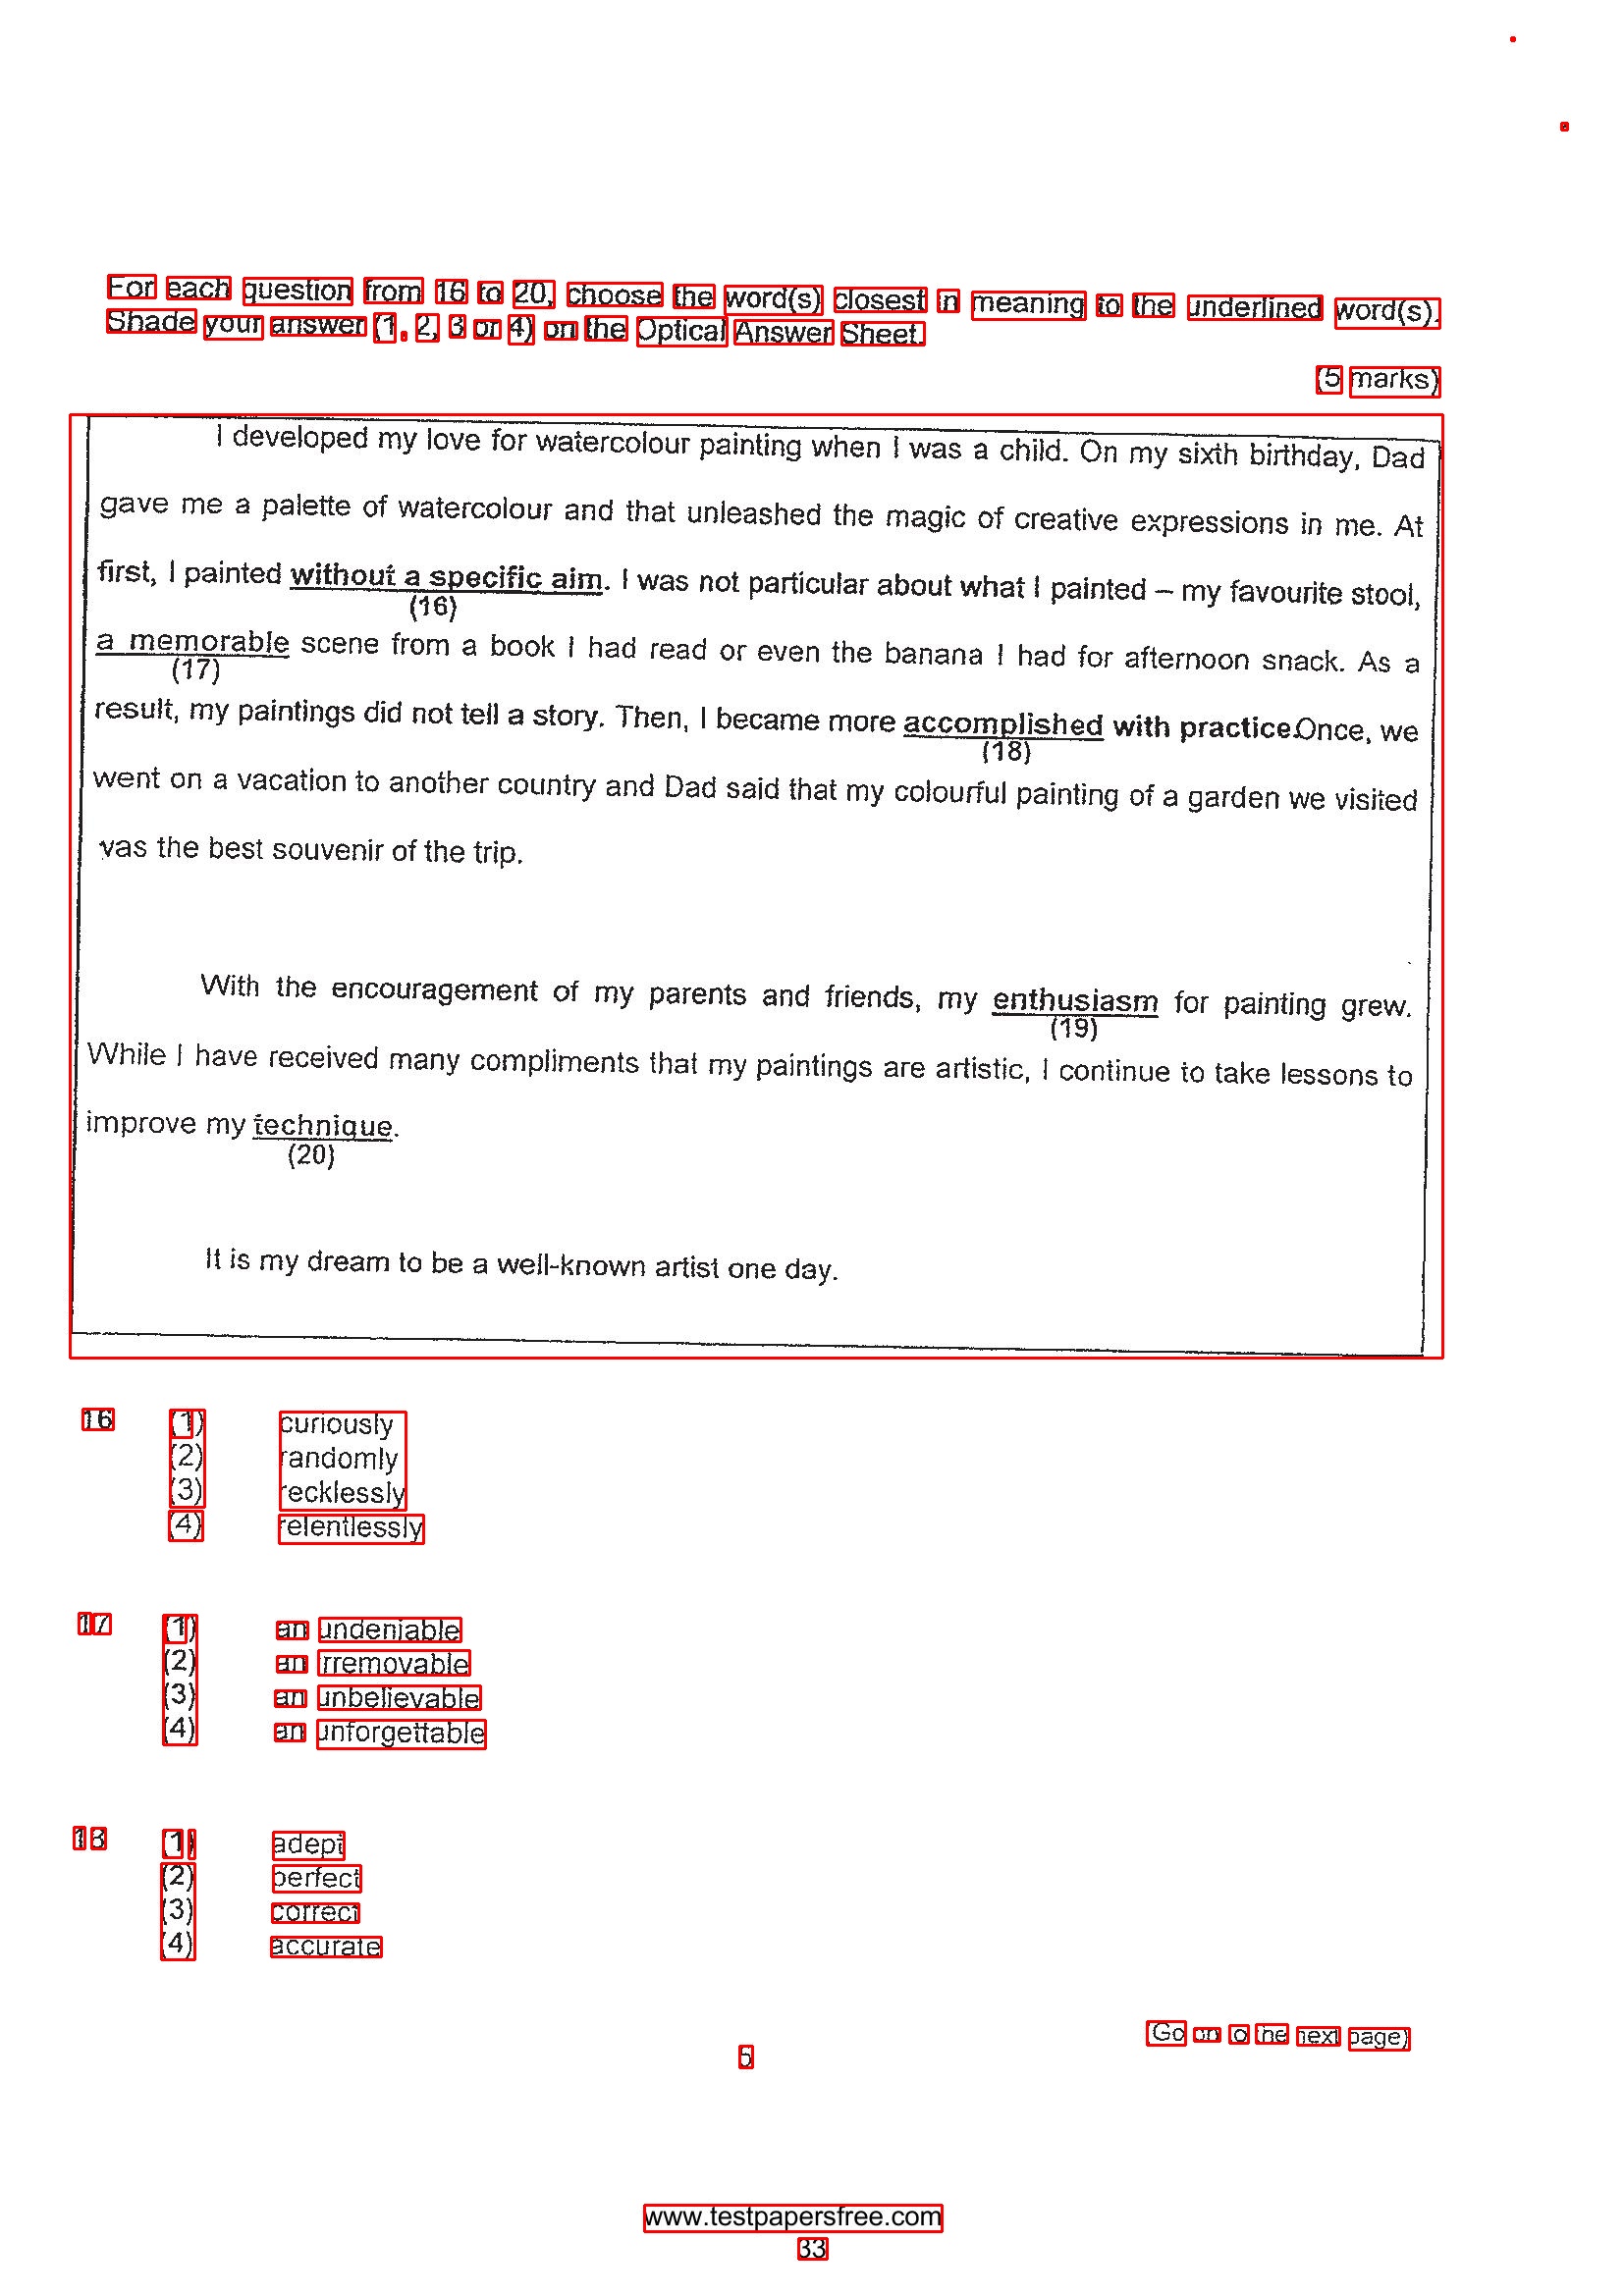 For each question from 16 to 20, choose the word(s) closest in meaning to the underlined word(s).
Shade your answer (1, 2, 3 or 4) on the Optical Answer Sheet.
(5 marks)
I developed my love for watercolour painting when I was a child. On my sixth birthday, Dad
gave me a palette of watercolour and that unleashed the magic of creative expressions in me. At
first, I painted without a specific aim. I was not particular about what I painted – my favourite stool,
(16)
a memorable scene from a book I had read or even the banana I had for afternoon snack. As a
(17)
result, my paintings did not tell a story. Then, I became more accomplished with practice.Once, we
(18)
went on a vacation to another country and Dad said that my colourful painting of a garden we visited
was the best souvenir of the trip.
With the encouragement of my parents and friends, my enthusiasm for painting grew.
(19)
While I have received many compliments that my paintings are artistic, I continue to take lessons to
improve my technique.
(20)
It is my dream to be a well-known artist one day.
16 (1) curiously
(2) randomly
(3) recklessly
(4) relentlessly
17 (1) an undeniable
(2) an irremovable
(3) an unbelievable
(4) an unforgettable
18 (1) adept
(2) perfect
(3) correct
(4) accurate
(Go on to the next page)
5
www.testpapersfree.com
33